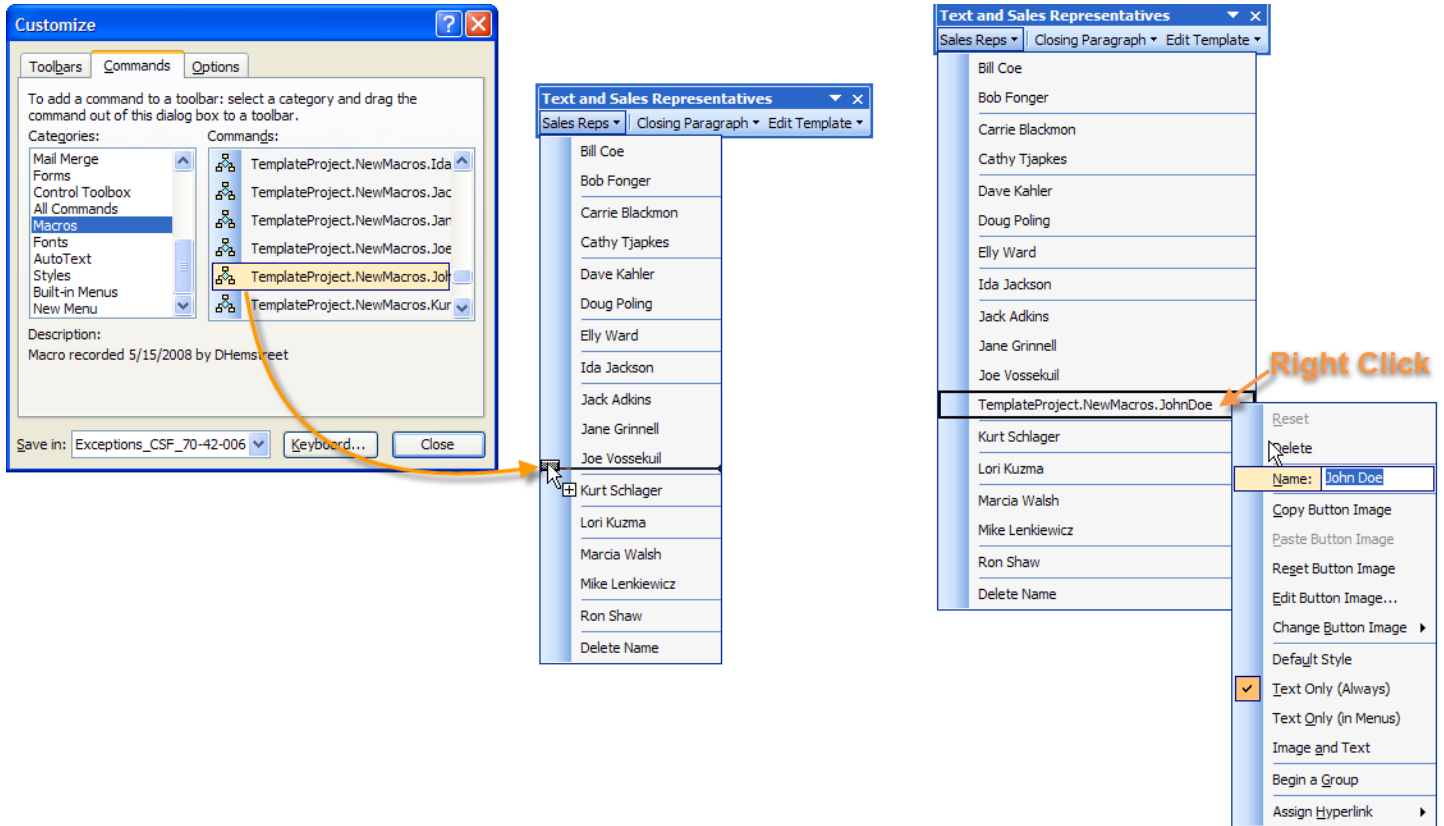 Customize
Toolbars Commands Options
To add a command to a toolbar: select a category and drag the
command out of this dialog box to a toolbar.
Categories: Commands:
Mail Merge
Forms
Control Toolbox
All Commands
Macros
Fonts
AutoText
Styles
Built-in Menus
New Menu
TemplateProject.NewMacros.Ida
TemplateProject.NewMacros.Jac
TemplateProject.NewMacros.Jan
TemplateProject.NewMacros.Joe
TemplateProject.NewMacros.Joh
TemplateProject.NewMacros.Kur
Description:
Macro recorded 5/15/2008 by DHemstreet
Save in: Exceptions_CSF_70-42-006 Keyboard... Close
Text and Sales Representatives
Sales Reps Closing Paragraph Edit Template
Bill Coe
Bob Fonger
Carrie Blackmon
Cathy Tjapkes
Dave Kahler
Doug Poling
Elly Ward
Ida Jackson
Jack Adkins
Jane Grinnell
Joe Vossekuil
Kurt Schlager
Lori Kuzma
Marcia Walsh
Mike Lenkiewicz
Ron Shaw
Delete Name
Text and Sales Representatives
Sales Reps Closing Paragraph Edit Template
Bill Coe
Bob Fonger
Carrie Blackmon
Cathy Tjapkes
Dave Kahler
Doug Poling
Elly Ward
Ida Jackson
Jack Adkins
Jane Grinnell
Joe Vossekuil
TemplateProject.NewMacros.JohnDoe
Kurt Schlager
Lori Kuzma
Marcia Walsh
Mike Lenkiewicz
Ron Shaw
Delete Name
Right Click
Reset
Delete
Name: John Doe
Copy Button Image
Paste Button Image
Reset Button Image
Edit Button Image...
Change Button Image
Default Style
Text Only (Always)
Text Only (in Menus)
Image and Text
Begin a Group
Assign Hyperlink